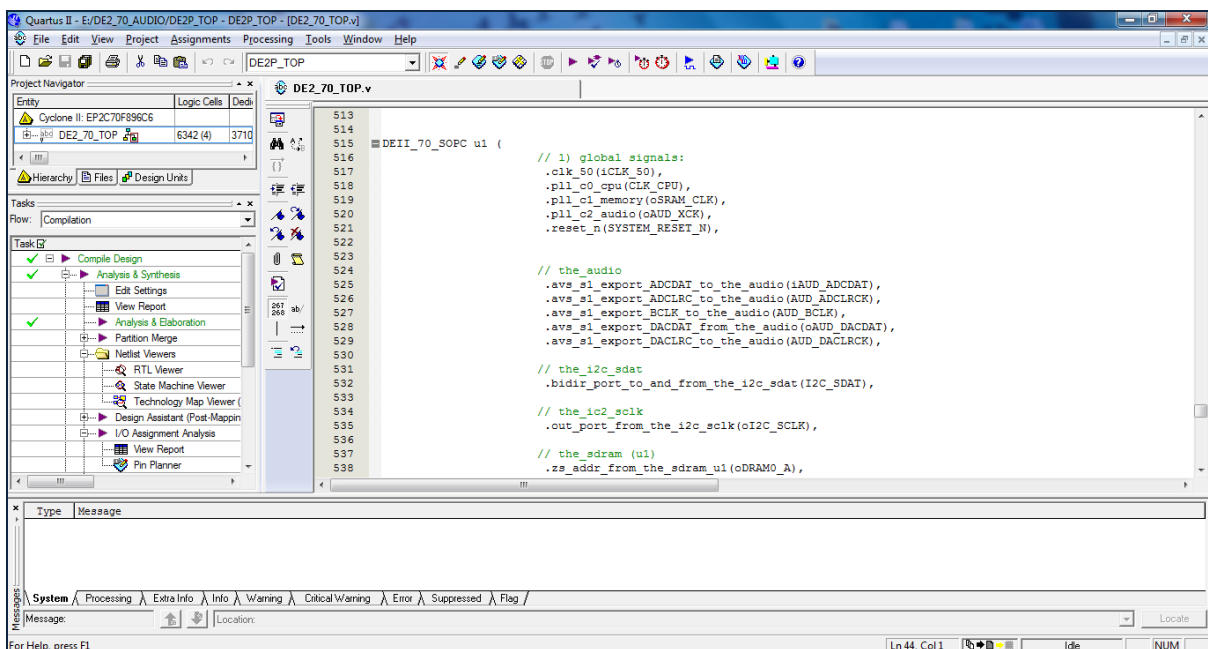 Quartus II - E:/DE2_70_AUDIO/DE2P_TOP - DE2P_TOP - [DE2_70_TOP.v]
File Edit View Project Assignments Processing Tools Window Help
DE2P_TOP
Project Navigator
DE2_70_TOP.v
Entity Logic Cells Dedi
Cyclone II: EP2C70F896C6
DE2_70_TOP 6342 (4) 3710
Hierarchy Files Design Units
Tasks
Flow: Compilation
Task
Compile Design
Analysis & Synthesis
Edit Settings
View Report
Analysis & Elaboration
Partition Merge
Netlist Viewers
RTL Viewer
State Machine Viewer
Technology Map Viewer (
Design Assistant (Post-Mappin
I/O Assignment Analysis
View Report
Pin Planner
267
268
ab/
513
514
515 DEII_70_SOPC u1 (
516 // 1) global signals:
517 .clk_50(iCLK_50),
518 .pll_c0_cpu(CLK_CPU),
519 .pll_c1_memory(oSRAM_CLK),
520 .pll_c2_audio(oAUD_XCK),
521 .reset_n(SYSTEM_RESET_N),
522
523
524 // the_audio
525 .avs_s1_export_ADCDAT_to_the_audio(iAUD_ADCDAT),
526 .avs_s1_export_ADCLRC_to_the_audio(AUD_ADCLRCK),
527 .avs_s1_export_BCLK_to_the_audio(AUD_BCLK),
528 .avs_s1_export_DACDAT_from_the_audio(oAUD_DACDAT),
529 .avs_s1_export_DACLRC_to_the_audio(AUD_DACLRCK),
530
531 // the_i2c_sdat
532 .bidir_port_to_and_from_the_i2c_sdat(I2C_SDAT),
533
534 // the_ic2_sclk
535 .out_port_from_the_i2c_sclk(oI2C_SCLK),
536
537 // the_sdram (u1)
538 .zs_addr_from_the_sdram_u1(oDRAM0_A),
Type Message
Messages
System Processing Extra Info Info Warning Critical Warning Error Suppressed Flag
Message: Location: Locate
For Help, press F1 Ln 44, Col 1 Idle NUM